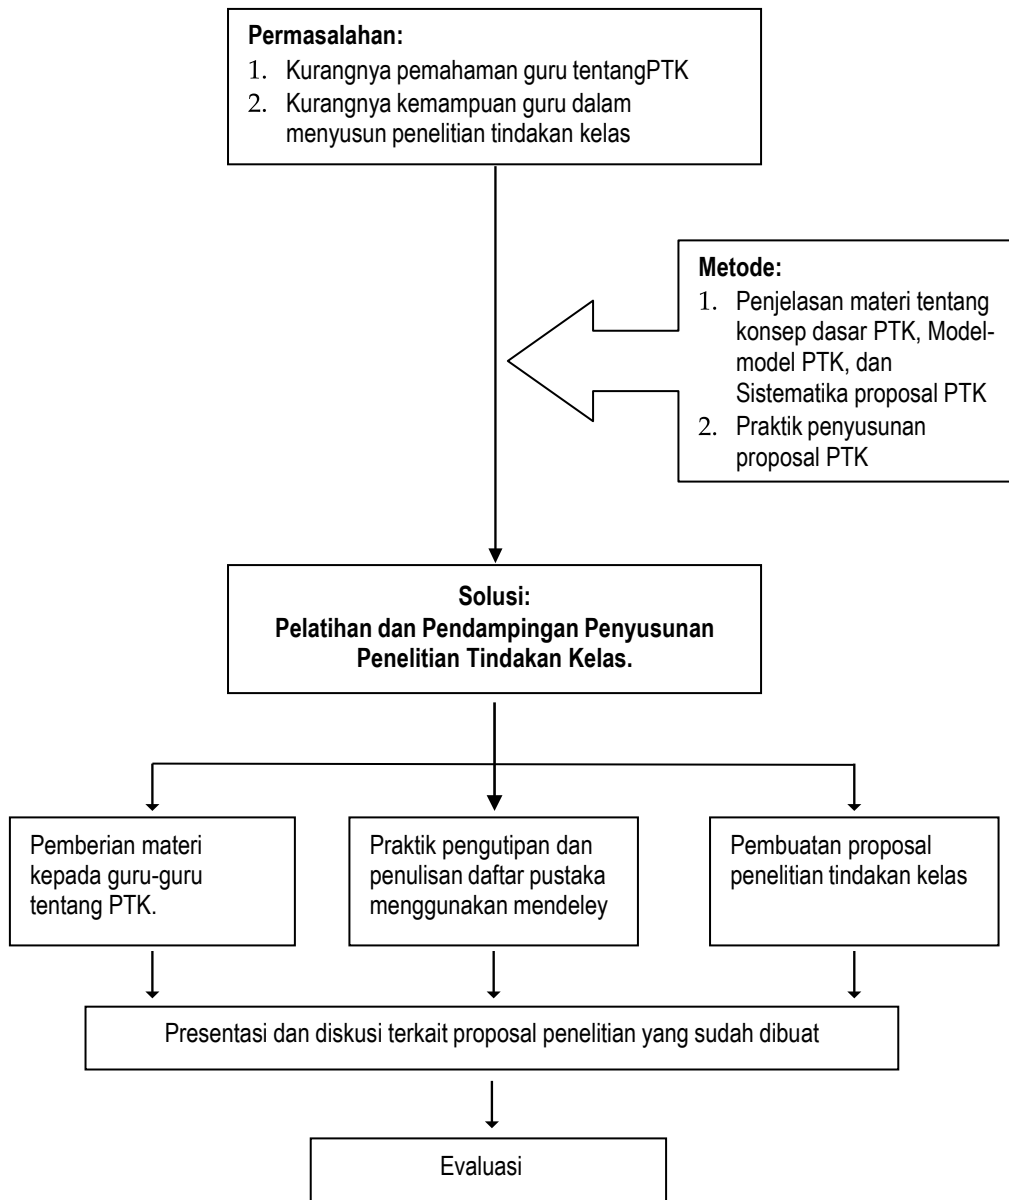 Permasalahan:
1. Kurangnya pemahaman guru tentangPTK
2. Kurangnya kemampuan guru dalam
menyusun penelitian tindakan kelas
Metode:
1. Penjelasan materi tentang
konsep dasar PTK, Model-
model PTK, dan
Sistematika proposal PTK
2. Praktik penyusunan
proposal PTK
Solusi:
Pelatihan dan Pendampingan Penyusunan
Penelitian Tindakan Kelas.
Pemberian materi
kepada guru-guru
tentang PTK.
Praktik pengutipan dan
penulisan daftar pustaka
menggunakan mendeley
Pembuatan proposal
penelitian tindakan kelas
Presentasi dan diskusi terkait proposal penelitian yang sudah dibuat
Evaluasi